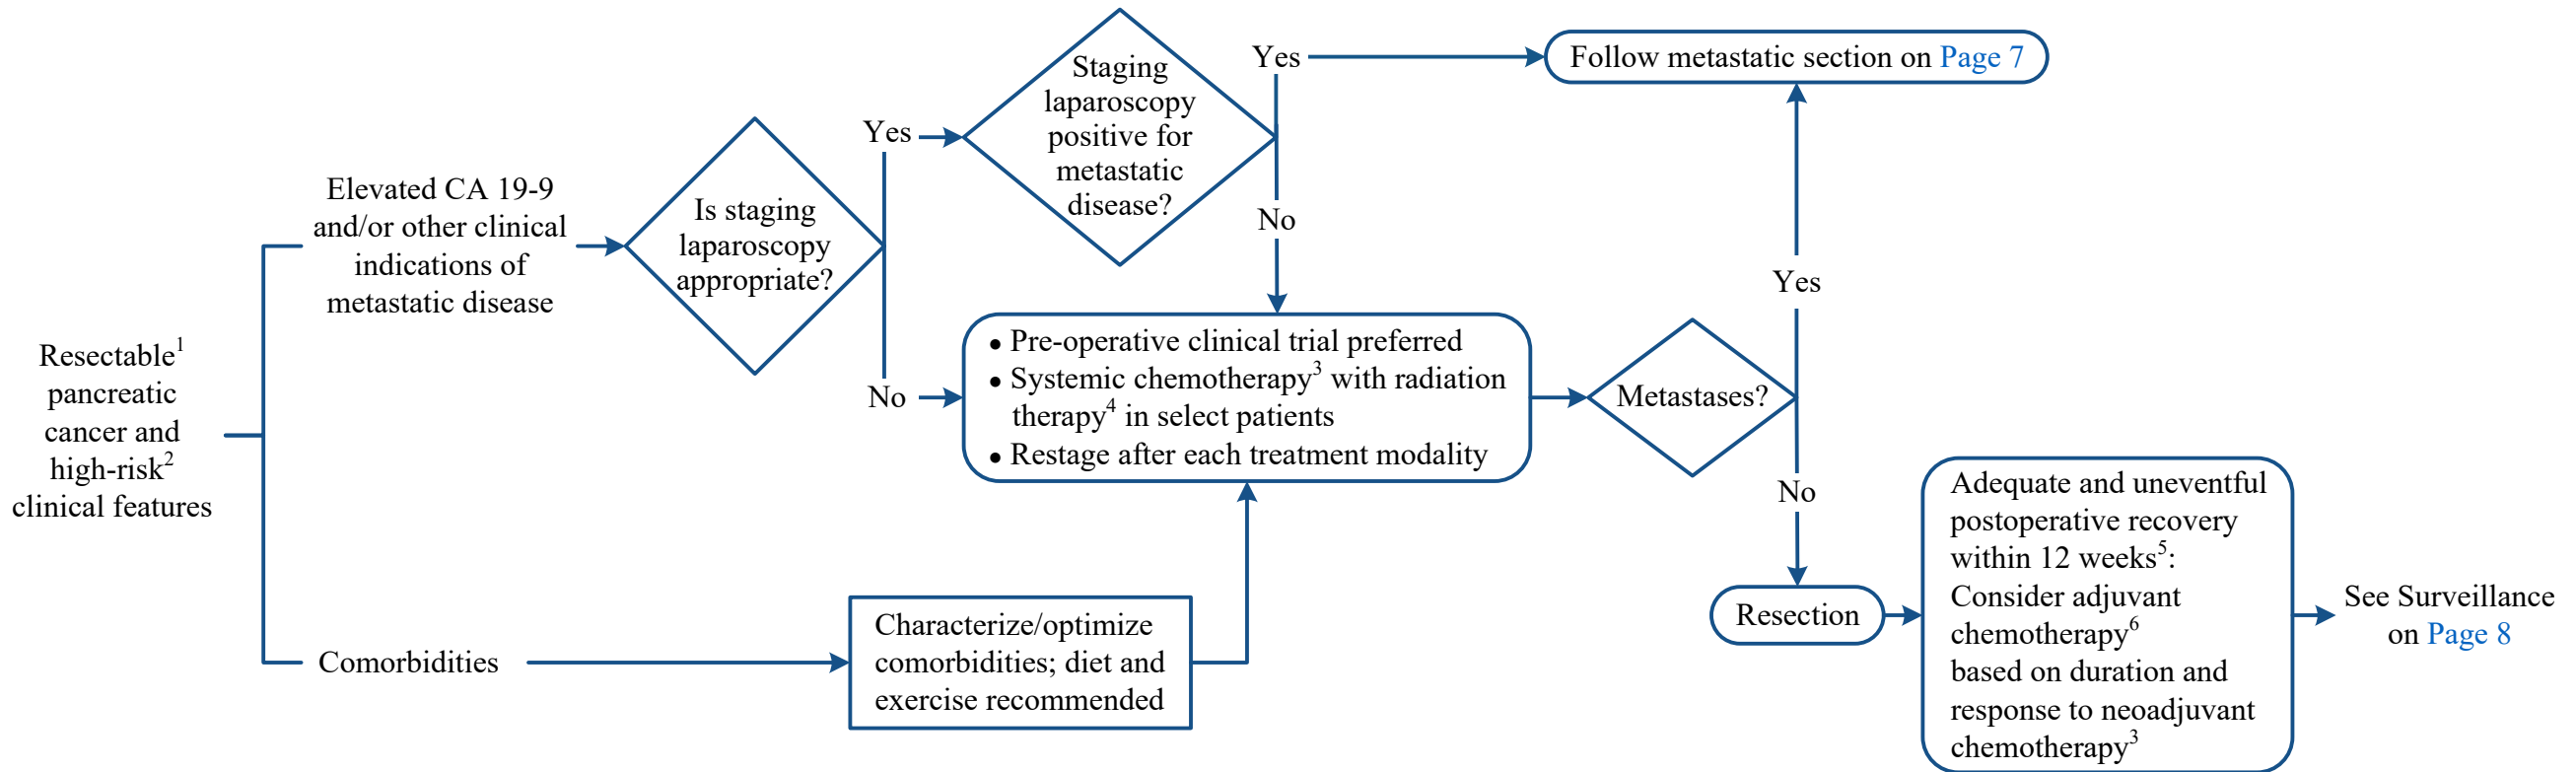 Resectable¹
pancreatic
cancer and
high-risk²
clinical features
Elevated CA 19-9
and/or other clinical
indications of
metastatic disease
Is staging
laparoscopy
appropriate?
Yes
No
Staging
laparoscopy
positive for
metastatic
disease?
Yes
No
Follow metastatic section on Page 7
Comorbidities
Characterize/optimize
comorbidities; diet and
exercise recommended
● Pre-operative clinical trial preferred
● Systemic chemotherapy³ with radiation
therapy⁴ in select patients
● Restage after each treatment modality
Metastases?
Yes
No
Resection
Adequate and uneventful
postoperative recovery
within 12 weeks⁵:
Consider adjuvant
chemotherapy⁶
based on duration and
response to neoadjuvant
chemotherapy³
See Surveillance
on Page 8